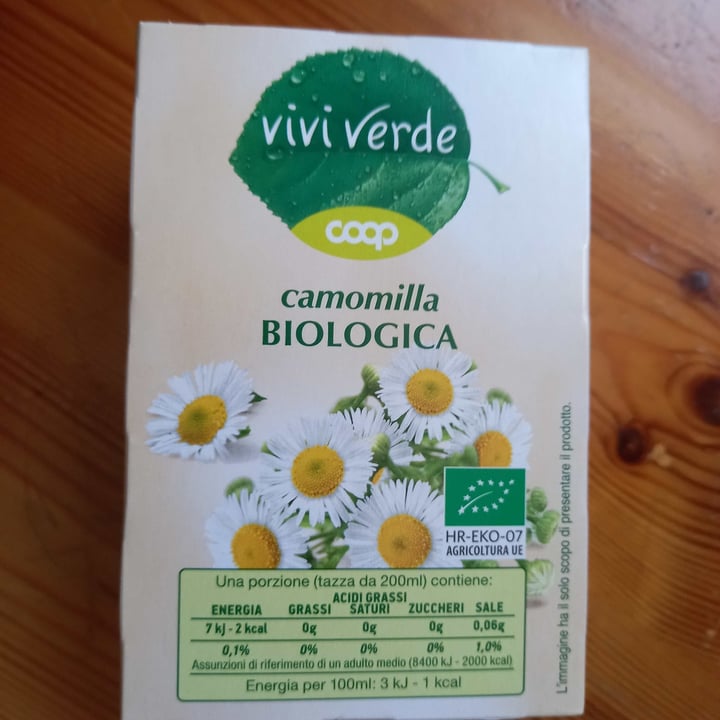 vivi verde
coop
camomilla
BIOLOGICA
HR-EKO-07
AGRICOLTURA UE
L'immagine ha il solo scopo di presentare il prodotto.
Una porzione (tazza da 200ml) contiene:
ENERGIA GRASSI ACIDI GRASSI SATURI ZUCCHERI SALE
7 kj - 2 kcal 0g 0g 0g 0,06g
0,1% 0% 0% 0% 1,0%
Assunzioni di riferimento di un adulto medio (8400 kJ - 2000 kcal)
Energia per 100ml: 3 kJ - 1 kcal